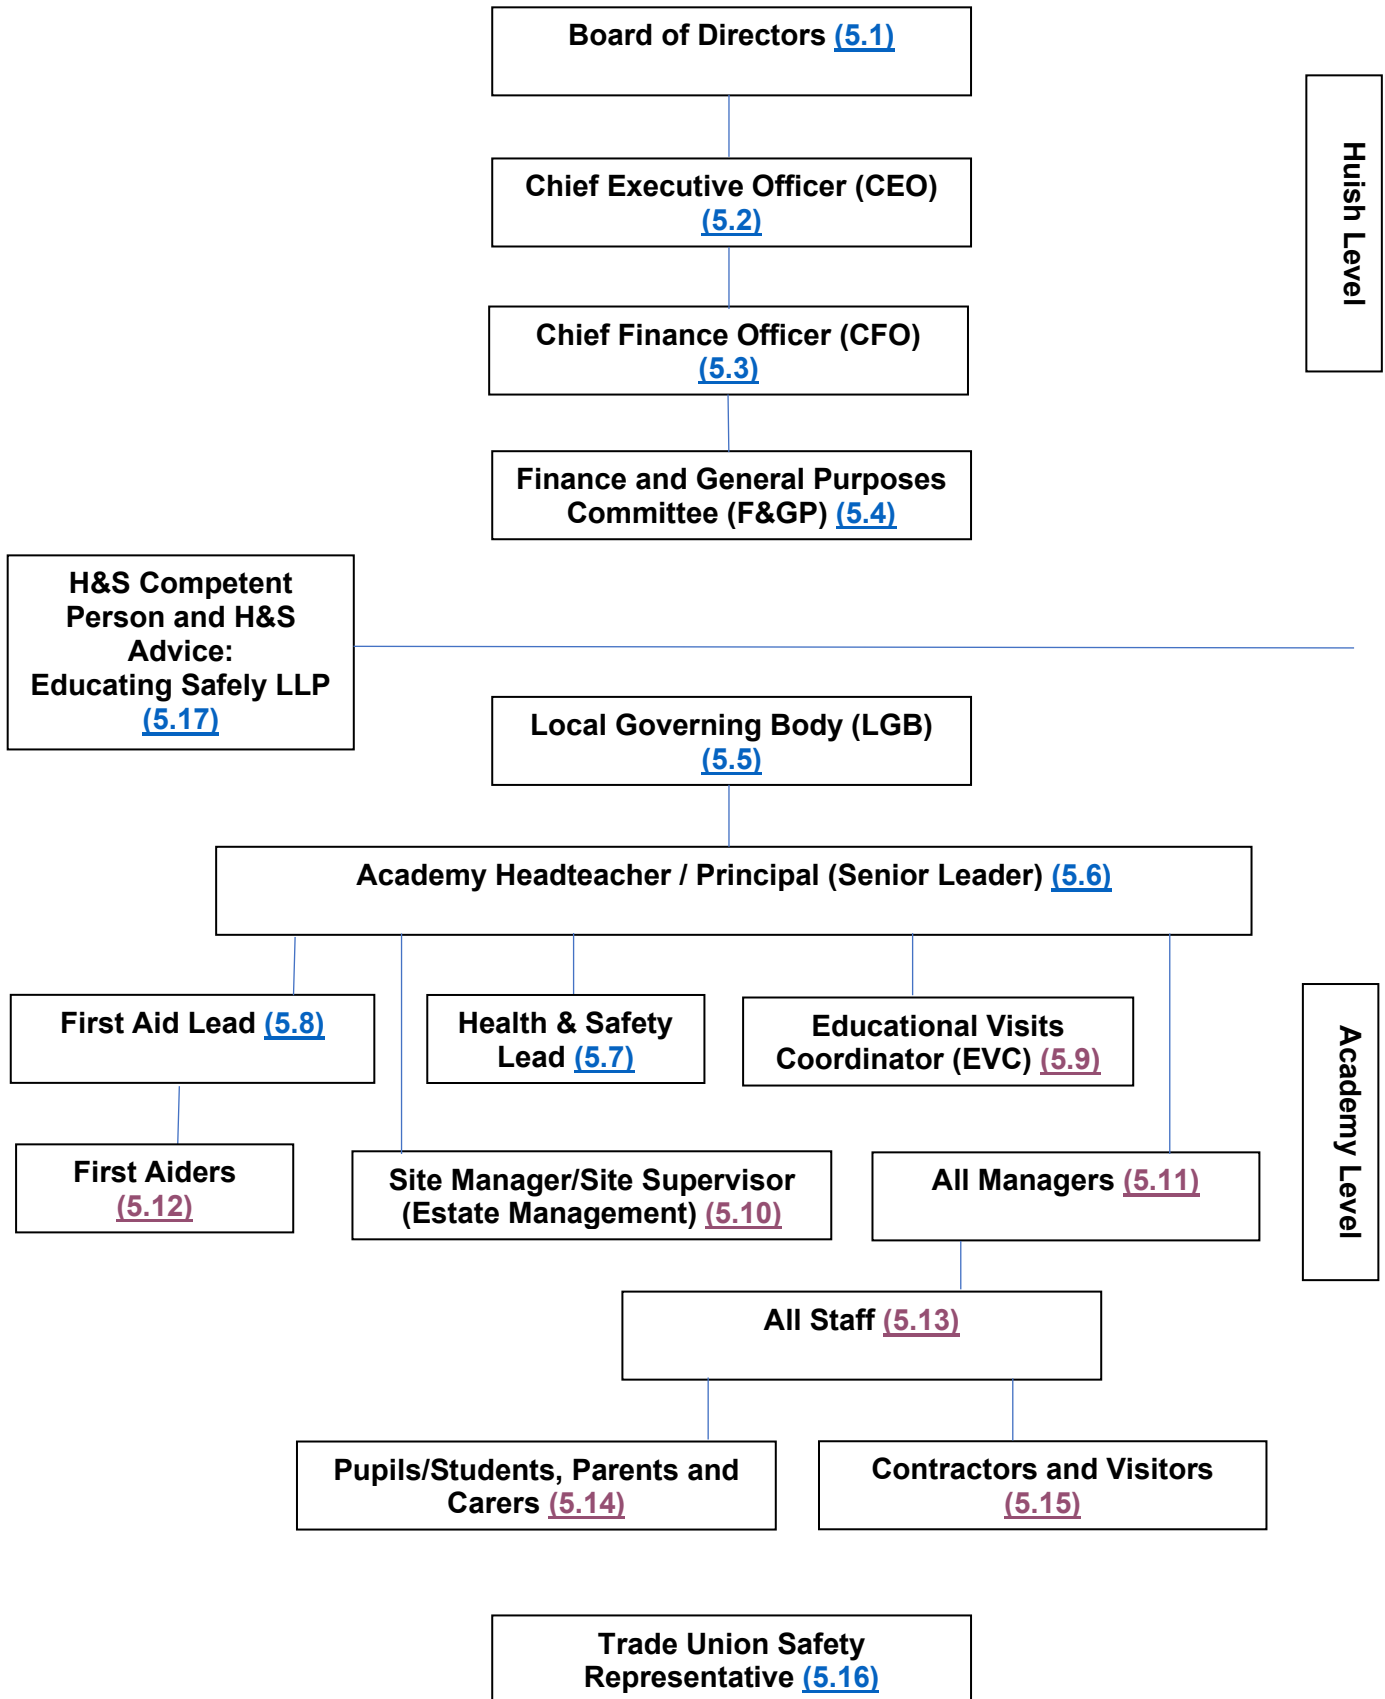 Board of Directors (5.1)
Huish Level
Chief Executive Officer (CEO)
(5.2)
Chief Finance Officer (CFO)
(5.3)
Finance and General Purposes
Committee (F&GP) (5.4)
H&S Competent
Person and H&S
Advice:
Educating Safely LLP
(5.17)
Local Governing Body (LGB)
(5.5)
Academy Headteacher / Principal (Senior Leader) (5.6)
Academy Level
First Aid Lead (5.8)
Health & Safety
Lead (5.7)
Educational Visits
Coordinator (EVC) (5.9)
First Aiders
(5.12)
Site Manager/Site Supervisor
(Estate Management) (5.10)
All Managers (5.11)
All Staff (5.13)
Pupils/Students, Parents and
Carers (5.14)
Contractors and Visitors
(5.15)
Trade Union Safety
Representative (5.16)